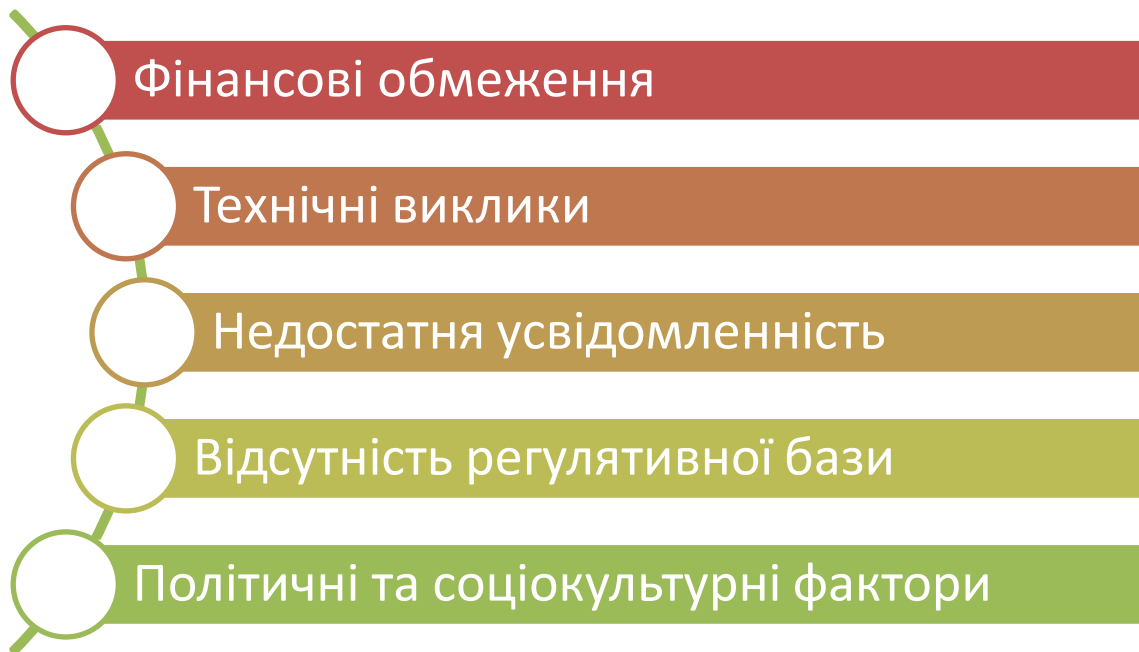 Фінансові обмеження
Технічні виклики
Недостатня усвідомленність
Відсутність регулятивної бази
Політичні та соціокультурні фактори